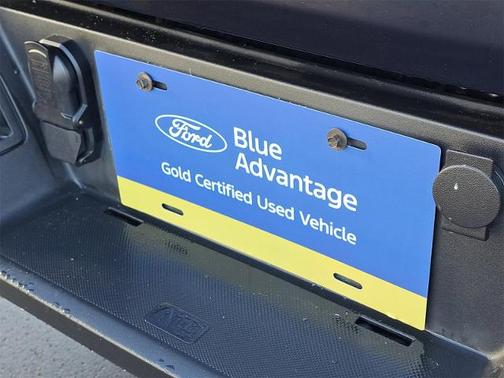 Ford
Blue
Advantage
Gold Certified Used Vehicle